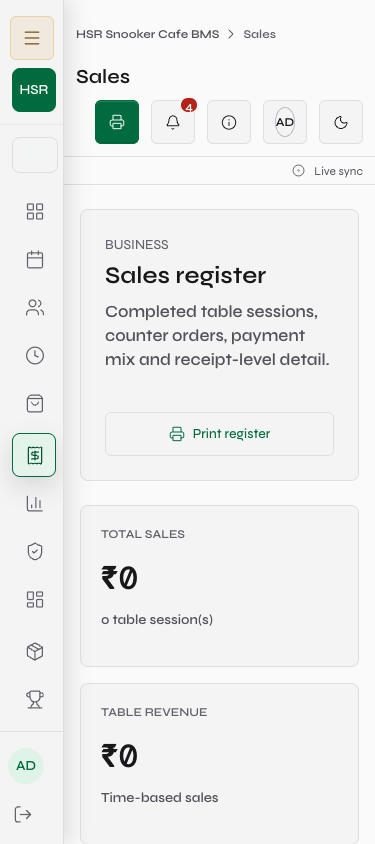 HSR Snooker Cafe BMS > Sales
HSR
Sales
4
AD
Live sync
BUSINESS
Sales register
Completed table sessions,
counter orders, payment
mix and receipt-level detail.
Print register
TOTAL SALES
₹0
0 table session(s)
TABLE REVENUE
₹0
Time-based sales
AD